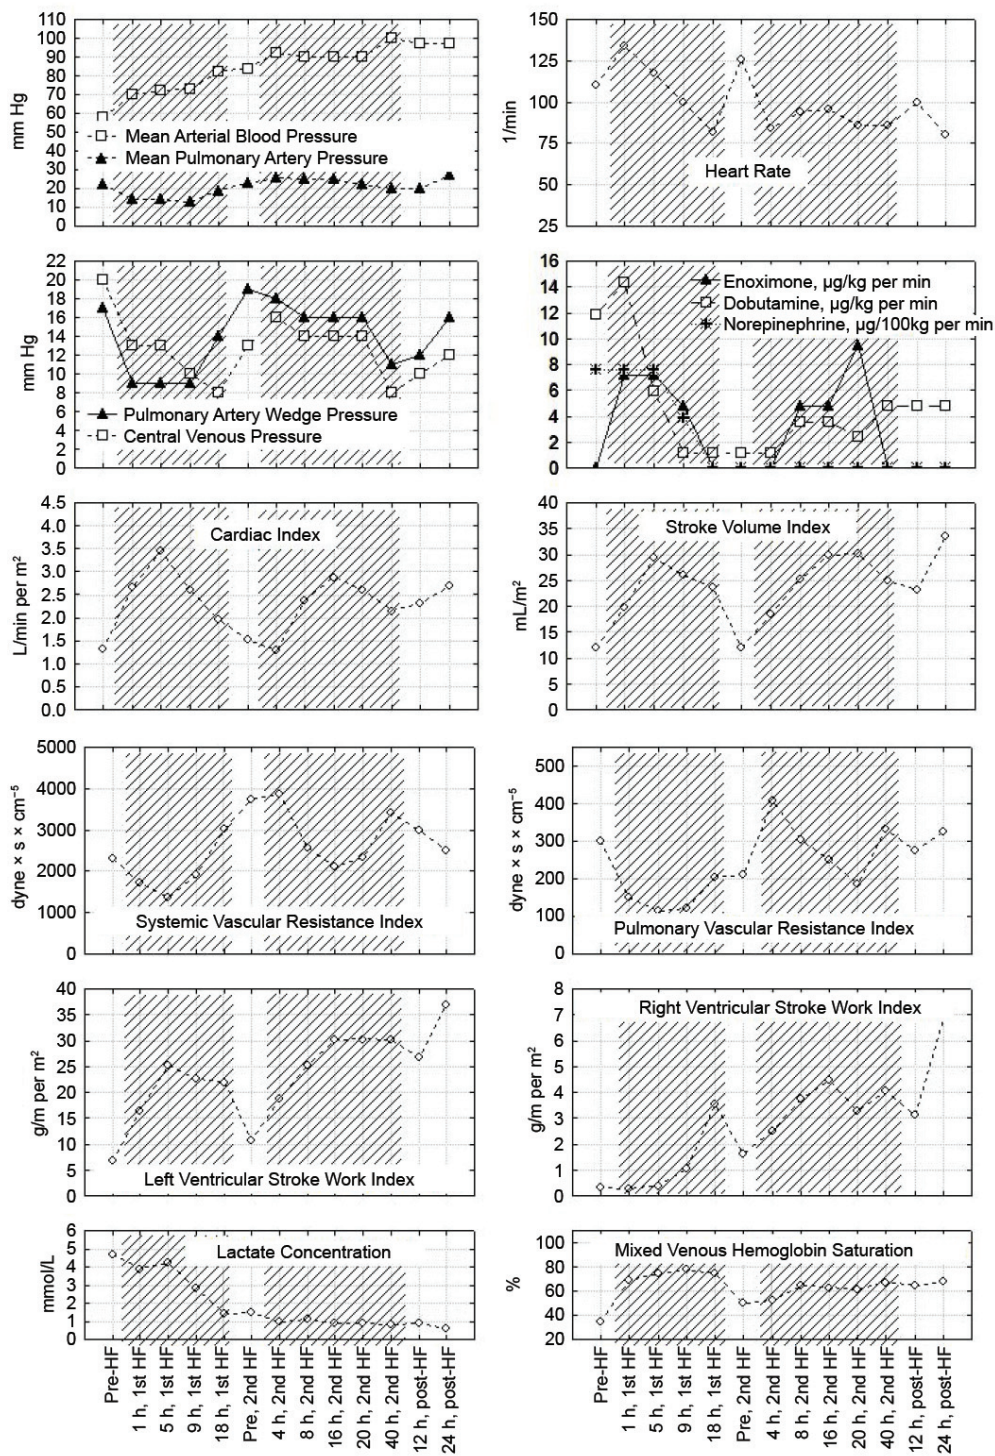 110
100
90
80
70
60
50
40
30
20
10
0
mm Hg
Mean Arterial Blood Pressure
Mean Pulmonary Artery Pressure
150
125
100
75
50
25
1/min
Heart Rate
22
20
18
16
14
12
10
8
6
4
2
0
mm Hg
Pulmonary Artery Wedge Pressure
Central Venous Pressure
16
14
12
10
8
6
4
2
0
Enoximone, µg/kg per min
Dobutamine, µg/kg per min
Norepinephrine, µg/100kg per min
4.5
4.0
3.5
3.0
2.5
2.0
1.5
1.0
0.5
0.0
L/min per m²
Cardiac Index
40
35
30
25
20
15
10
5
0
mL/m²
Stroke Volume Index
5000
4000
3000
2000
1000
0
dyne × s × cm⁻⁵
Systemic Vascular Resistance Index
500
400
300
200
100
0
dyne × s × cm⁻⁵
Pulmonary Vascular Resistance Index
40
35
30
25
20
15
10
5
0
g/m per m²
Left Ventricular Stroke Work Index
8
7
6
5
4
3
2
1
0
g/m per m²
Right Ventricular Stroke Work Index
6
5
4
3
2
1
0
mmol/L
Lactate Concentration
100
80
60
40
20
%
Mixed Venous Hemoglobin Saturation
Pre-HF
1 h, 1st HF
5 h, 1st HF
9 h, 1st HF
18 h, 1st HF
Pre, 2nd HF
4 h, 2nd HF
8 h, 2nd HF
16 h, 2nd HF
20 h, 2nd HF
40 h, 2nd HF
12 h, post-HF
24 h, post-HF
Pre-HF
1 h, 1st HF
5 h, 1st HF
9 h, 1st HF
18 h, 1st HF
Pre, 2nd HF
4 h, 2nd HF
8 h, 2nd HF
16 h, 2nd HF
20 h, 2nd HF
40 h, 2nd HF
12 h, post-HF
24 h, post-HF